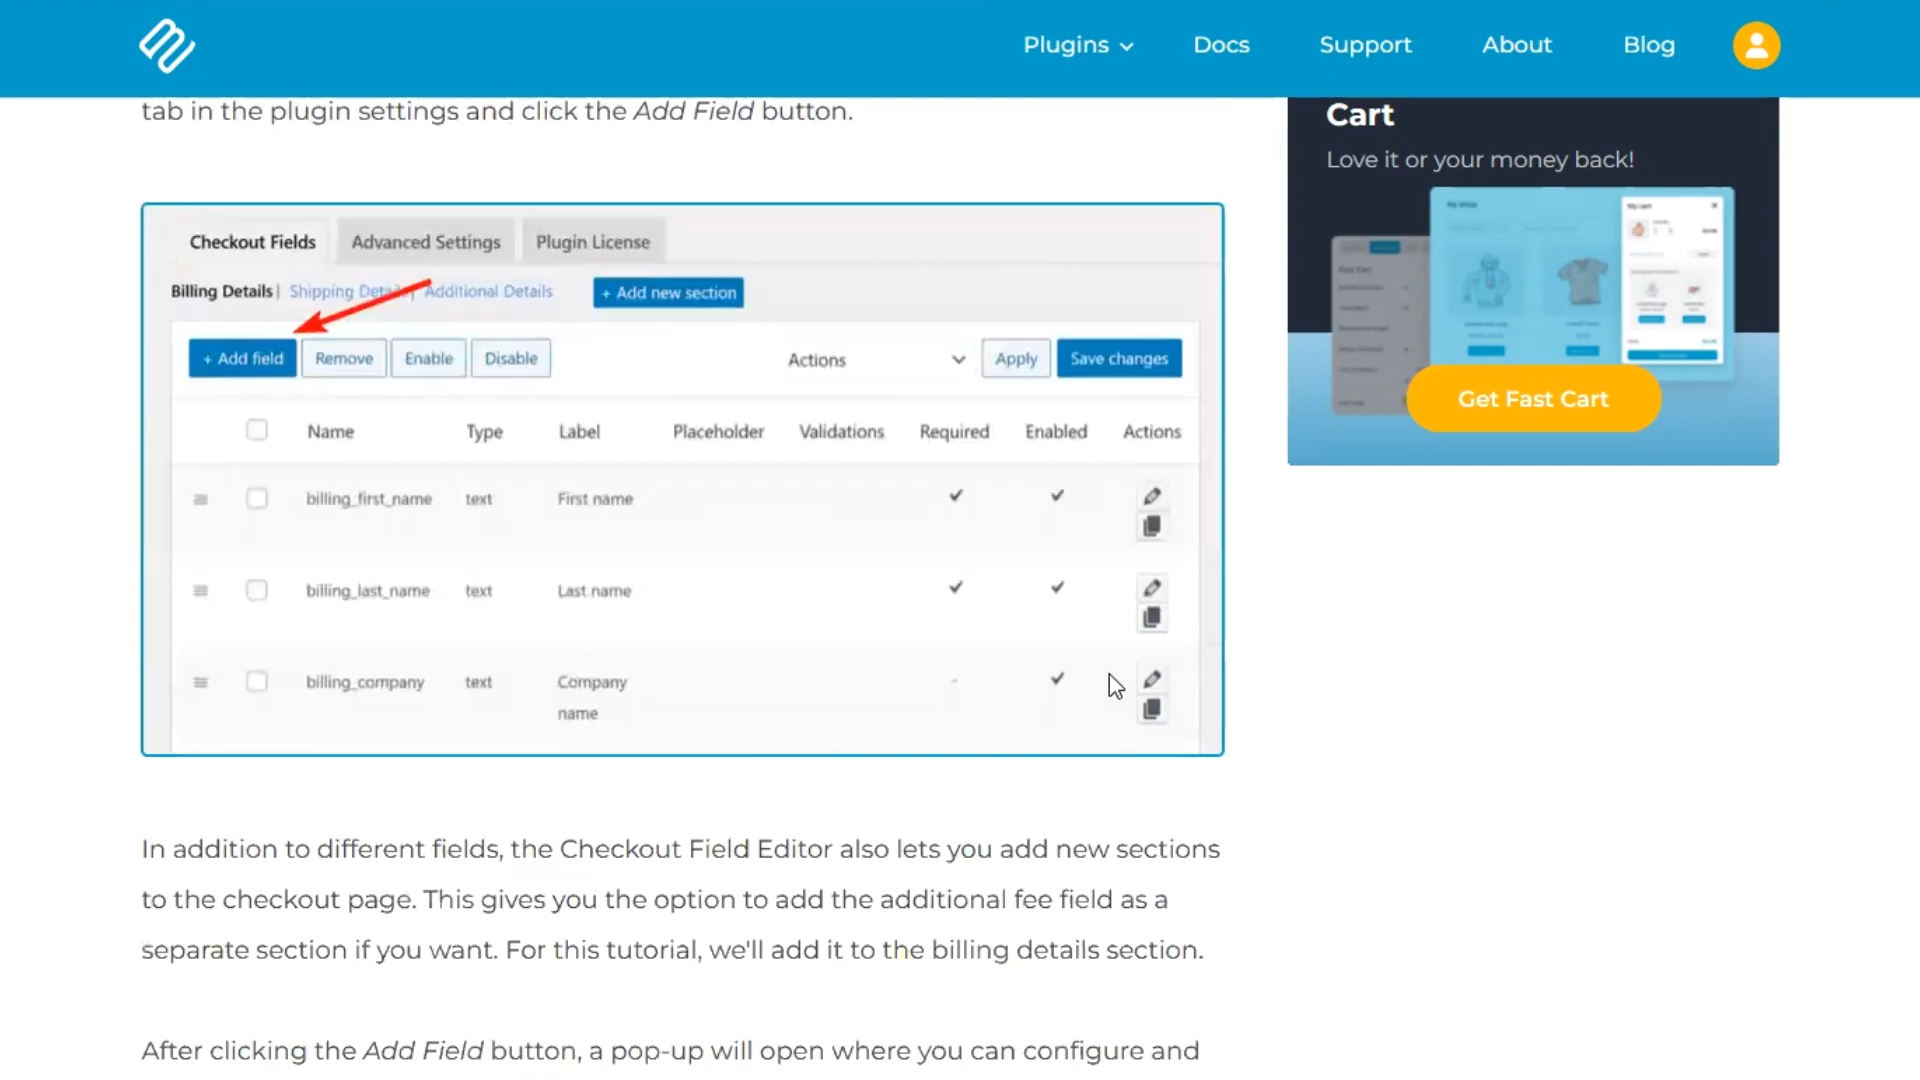 Plugins
Docs
Support
About
Blog
tab in the plugin settings and click the Add Field button.
Cart
Love it or your money back!
Get Fast Cart
Checkout Fields
Advanced Settings
Plugin License
Billing Details |
Shipping Deta
Additional Details
+ Add new section
+ Add field
Remove
Enable
Disable
Actions
Apply
Save changes
Name Type Label Placeholder Validations Required Enabled Actions
billing_first_name text First name
billing_last_name text Last name
billing_company text Company
name
In addition to different fields, the Checkout Field Editor also lets you add new sections
to the checkout page. This gives you the option to add the additional fee field as a
separate section if you want. For this tutorial, we'll add it to the billing details section.
After clicking the Add Field button, a pop-up will open where you can configure and